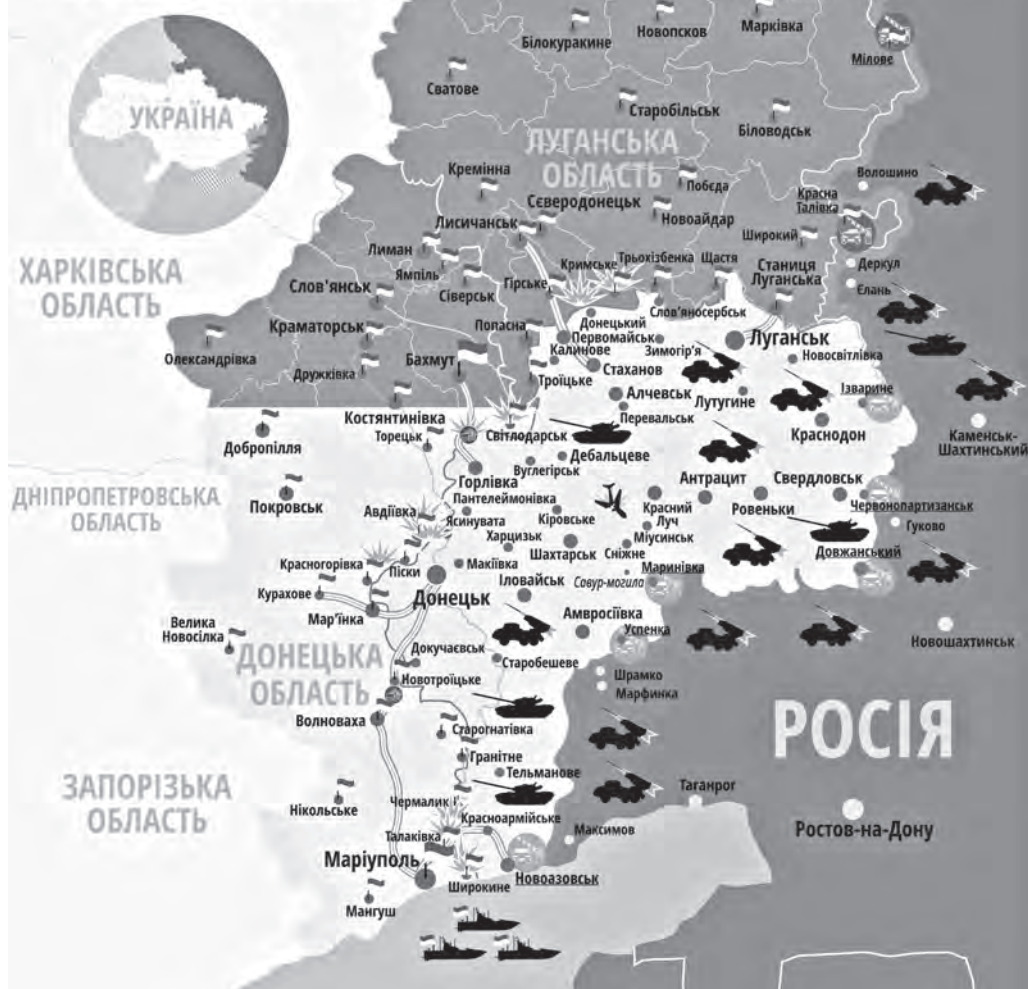 Білокуракине
Новопсков
Марківка
Мілове
Сватове
УКРАЇНА
Старобільськ
Біловодськ
ЛУГАНСЬКА
ОБЛАСТЬ
Кремінна
Побєда
Волошино
Красна
Талівка
Сєверодонецьк
Лисичанськ
Новоайдар
Широкий
Лиман
Ямпіль
Кримське
Трьохізбенка
Щастя
Станиця
Луганська
Деркул
Єлань
ХАРКІВСЬКА
ОБЛАСТЬ
Слов'янськ
Сіверськ
Гірське
Слов'яносербськ
Краматорськ
Попасна
Донецький
Первомайськ
Луганськ
Олександрівка
Дружківка
Бахмут
Калинове
Зимогір'я
Новосвітлівка
Стаханов
Троїцьке
Ізварине
Костянтинівка
Алчевськ
Лутугине
Перевальськ
Добропілля
Торецьк
Світлодарськ
Краснодон
Каменськ-
Шахтинський
Дебальцеве
Вуглегірськ
Горлівка
ДНІПРОПЕТРОВСЬКА
ОБЛАСТЬ
Покровськ
Пантелеймонівка
Антрацит
Свердловськ
Авдіївка
Ясинувата
Кіровське
Красний
Луч
Ровеньки
Червонопартизанськ
Гуково
Харцизьк
Міусинськ
Шахтарськ
Сніжне
Довжанський
Красногорівка
Піски
Макіївка
Маринівка
Курахове
Іловайськ
Савур-могила
Донецьк
Мар'їнка
Амвросіївка
Велика
Новосілка
Успенка
Новошахтинськ
ДОНЕЦЬКА
ОБЛАСТЬ
Докучаєвськ
Старобешеве
Новотроїцьке
Шрамко
Марфинка
Волноваха
Старогнатівка
РОСІЯ
Гранітне
Тельманове
ЗАПОРІЗЬКА
ОБЛАСТЬ
Нікольське
Чермалик
Таганрог
Красноармійське
Талаківка
Максимов
Ростов-на-Дону
Маріуполь
Широкине
Новоазовськ
Мангуш